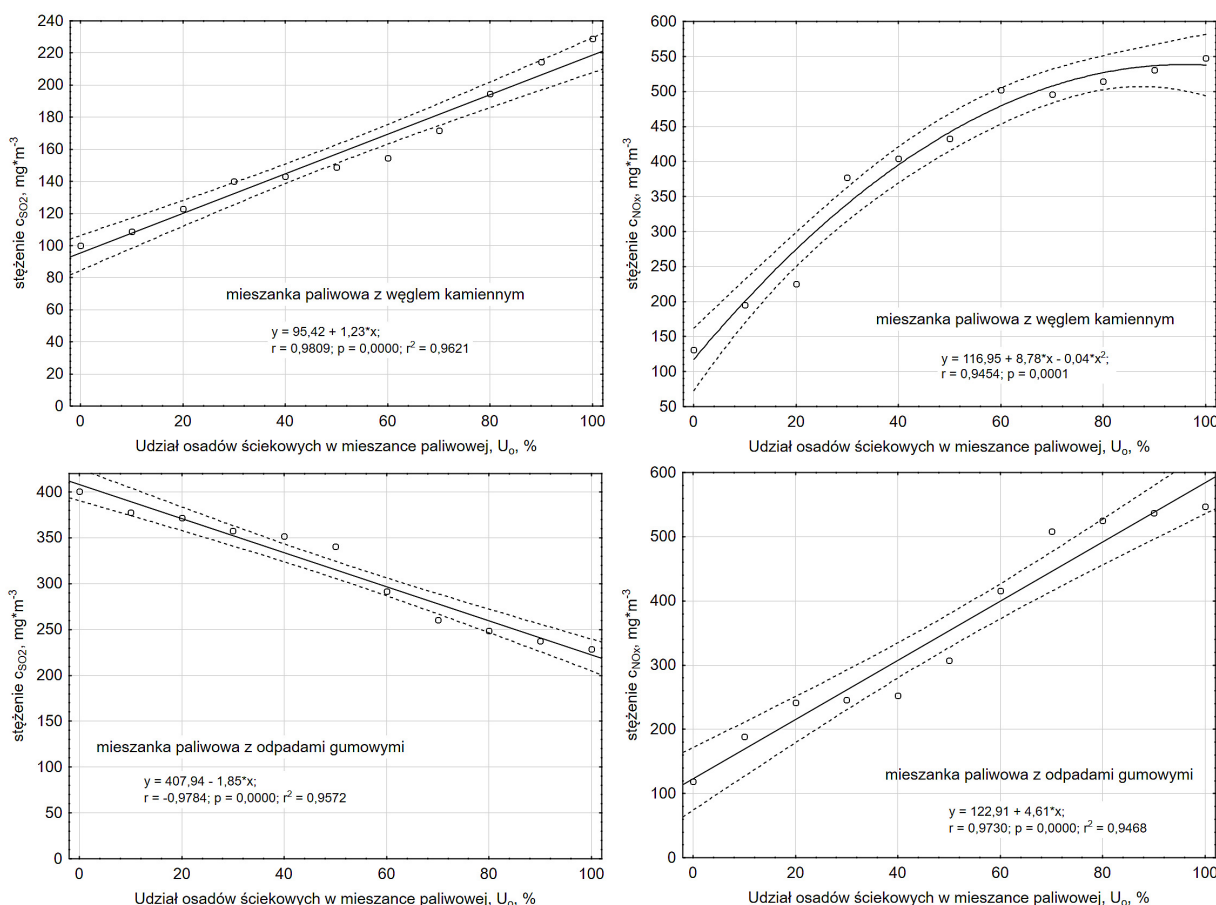 240
220
200
180
160
140
120
100
80
60
40
20
0
stężenie c_SO2, mg*m⁻³
mieszanka paliwowa z węglem kamiennym
y = 95,42 + 1,23*x;
r = 0,9809; p = 0,0000; r² = 0,9621
0 20 40 60 80 100
Udział osadów ściekowych w mieszance paliwowej, Uₒ, %
600
550
500
450
400
350
300
250
200
150
100
50
stężenie c_NOx, mg*m⁻³
mieszanka paliwowa z węglem kamiennym
y = 116,95 + 8,78*x - 0,04*x²;
r = 0,9454; p = 0,0001
0 20 40 60 80 100
Udział osadów ściekowych w mieszance paliwowej, Uₒ, %
400
350
300
250
200
150
100
50
0
stężenie c_SO2, mg*m⁻³
mieszanka paliwowa z odpadami gumowymi
y = 407,94 - 1,85*x;
r = -0,9784; p = 0,0000; r² = 0,9572
0 20 40 60 80 100
Udział osadów ściekowych w mieszance paliwowej, Uₒ, %
600
500
400
300
200
100
0
stężenie c_NOx, mg*m⁻³
mieszanka paliwowa z odpadami gumowymi
y = 122,91 + 4,61*x;
r = 0,9730; p = 0,0000; r² = 0,9468
0 20 40 60 80 100
Udział osadów ściekowych w mieszance paliwowej, Uₒ, %